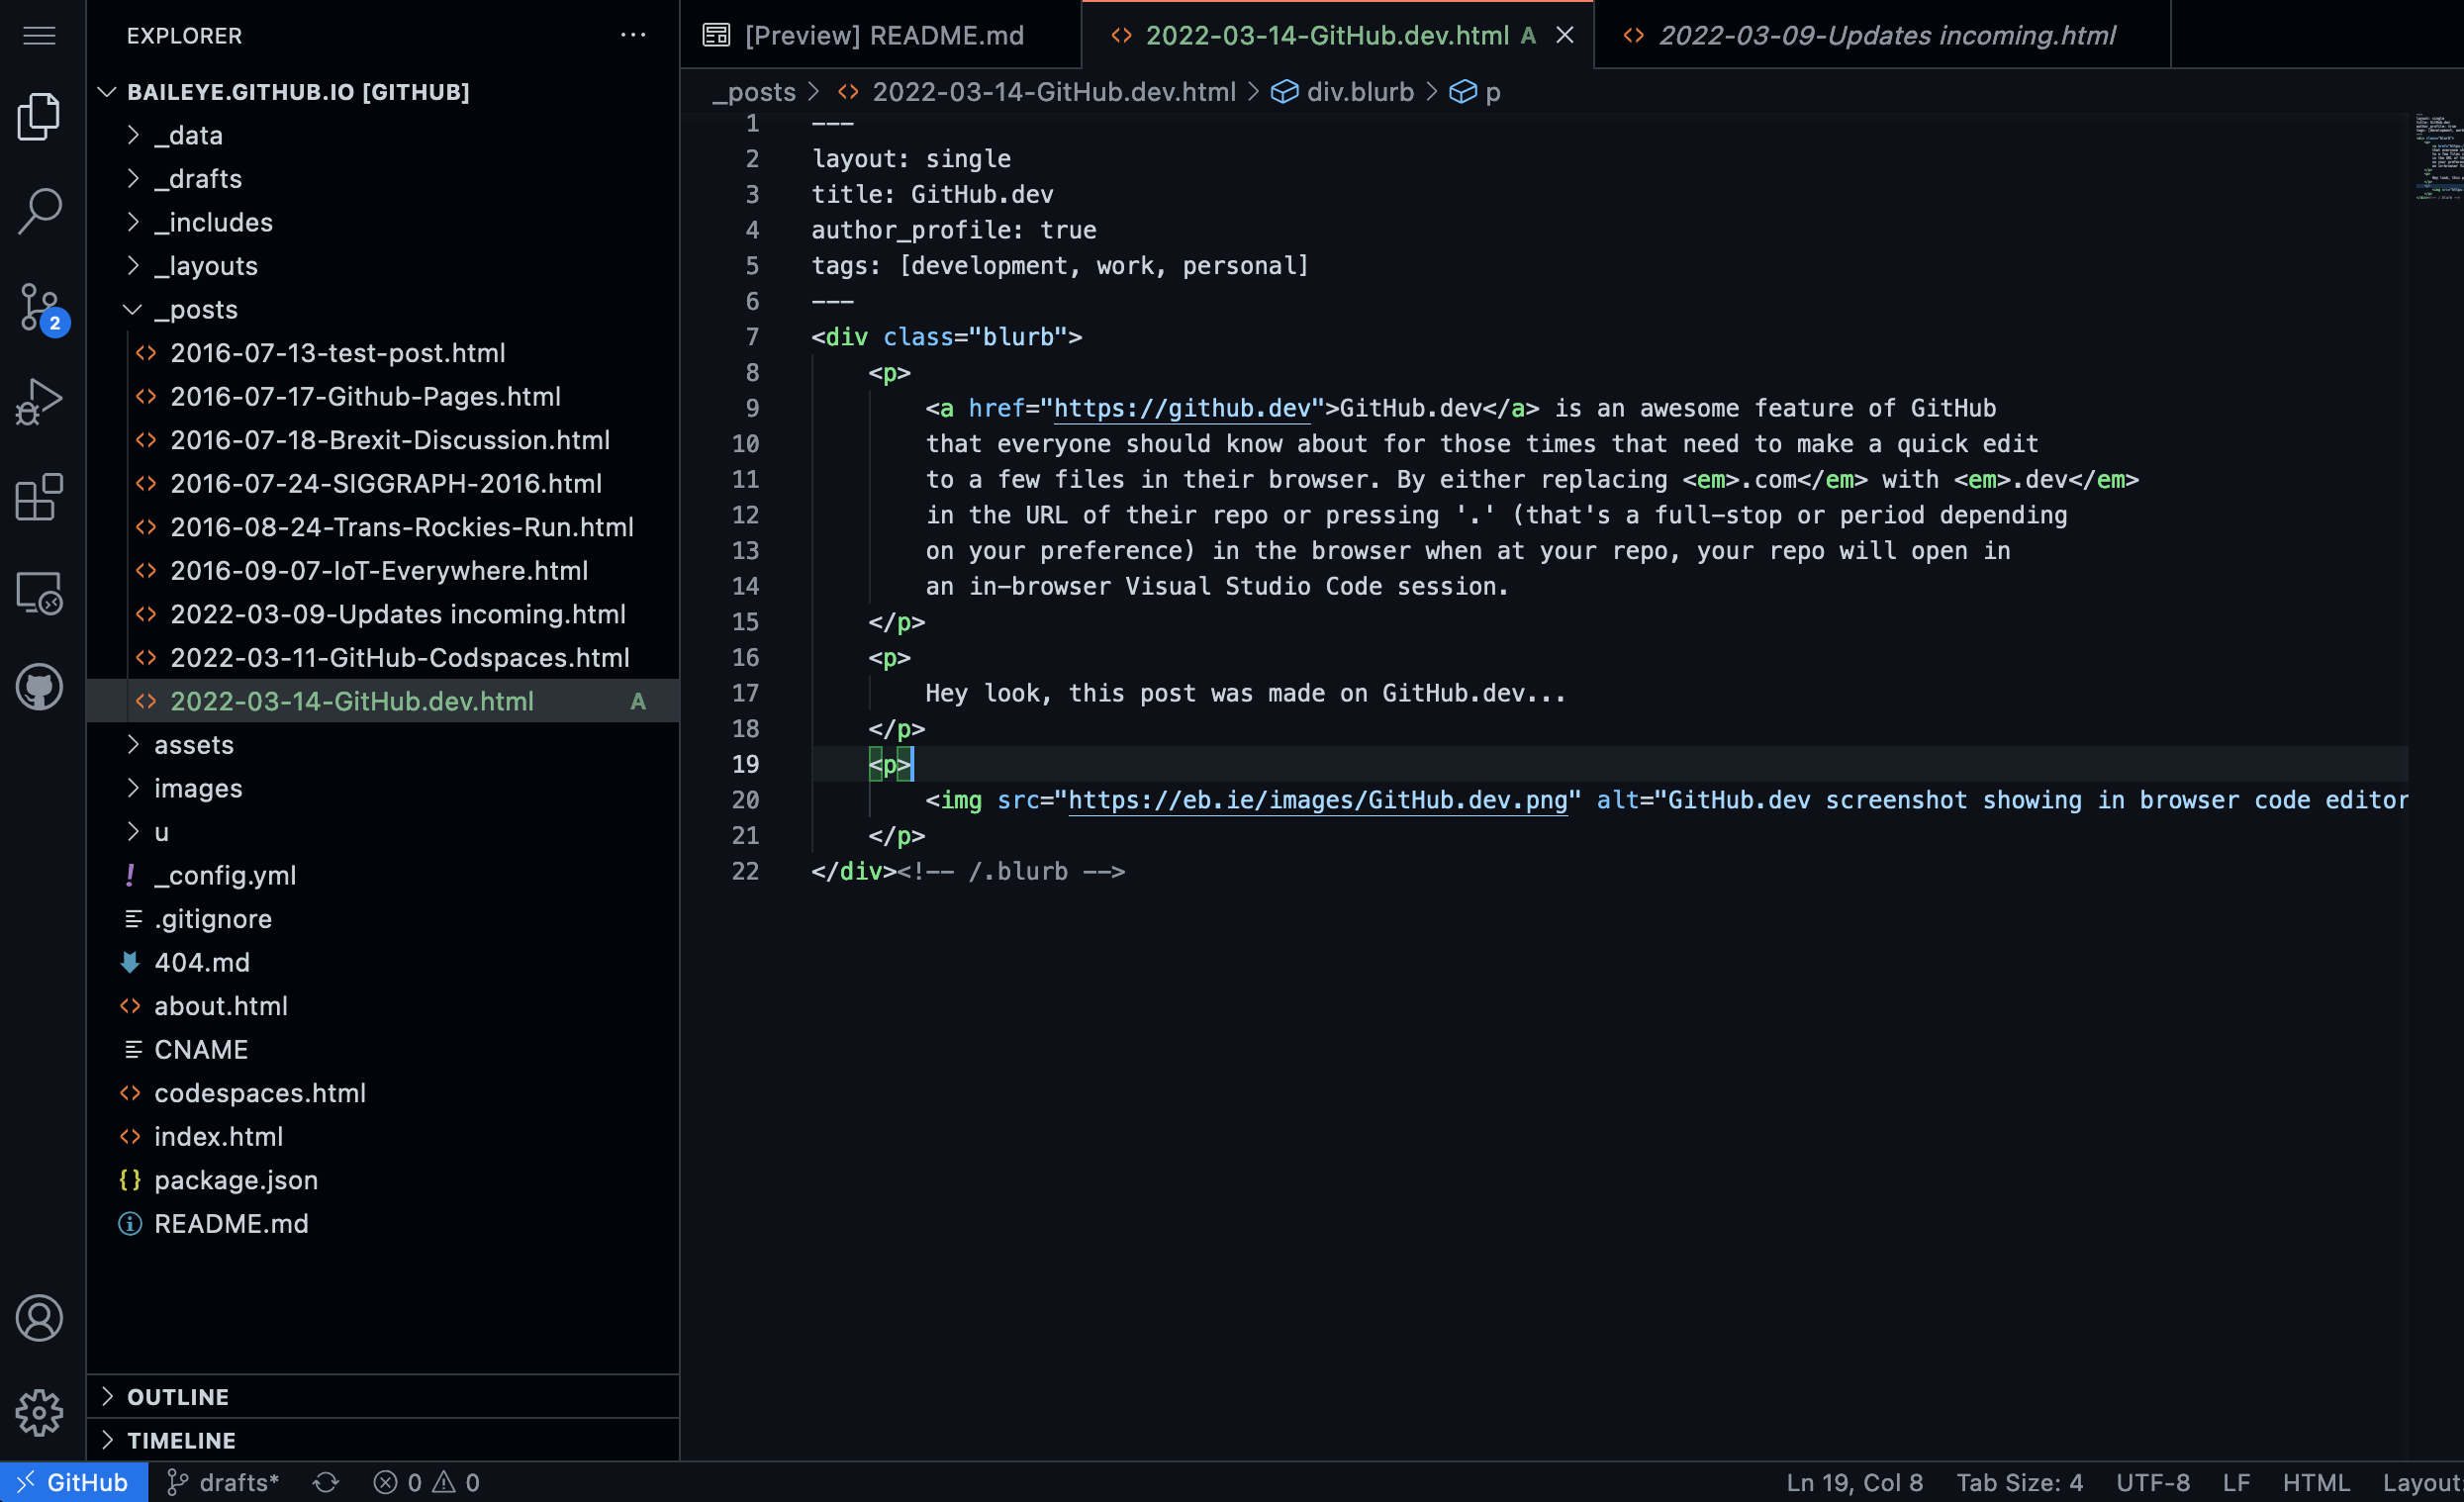 EXPLORER
BAILEYE.GITHUB.IO [GITHUB]
_data
_drafts
_includes
_layouts
_posts
2016-07-13-test-post.html
2016-07-17-Github-Pages.html
2016-07-18-Brexit-Discussion.html
2016-07-24-SIGGRAPH-2016.html
2016-08-24-Trans-Rockies-Run.html
2016-09-07-IoT-Everywhere.html
2022-03-09-Updates incoming.html
2022-03-11-GitHub-Codspaces.html
2022-03-14-GitHub.dev.html A
assets
images
u
_config.yml
.gitignore
404.md
about.html
CNAME
codespaces.html
index.html
package.json
README.md
OUTLINE
TIMELINE
2
[Preview] README.md
2022-03-14-GitHub.dev.html A
2022-03-09-Updates incoming.html
_posts > 2022-03-14-GitHub.dev.html > div.blurb > p
1 ---
2 layout: single
3 title: GitHub.dev
4 author_profile: true
5 tags: [development, work, personal]
6 ---
7 <div class="blurb">
8 <p>
9 <a href="https://github.dev">GitHub.dev</a> is an awesome feature of GitHub
10 that everyone should know about for those times that need to make a quick edit
11 to a few files in their browser. By either replacing <em>.com</em> with <em>.dev</em>
12 in the URL of their repo or pressing '.' (that's a full-stop or period depending
13 on your preference) in the browser when at your repo, your repo will open in
14 an in-browser Visual Studio Code session.
15 </p>
16 <p>
17 Hey look, this post was made on GitHub.dev...
18 </p>
19 <p>
20 <img src="https://eb.ie/images/GitHub.dev.png" alt="GitHub.dev screenshot showing in browser code editor
21 </p>
22 </div><!-- /.blurb -->
GitHub drafts* 0 0
Ln 19, Col 8 Tab Size: 4 UTF-8 LF HTML Layout